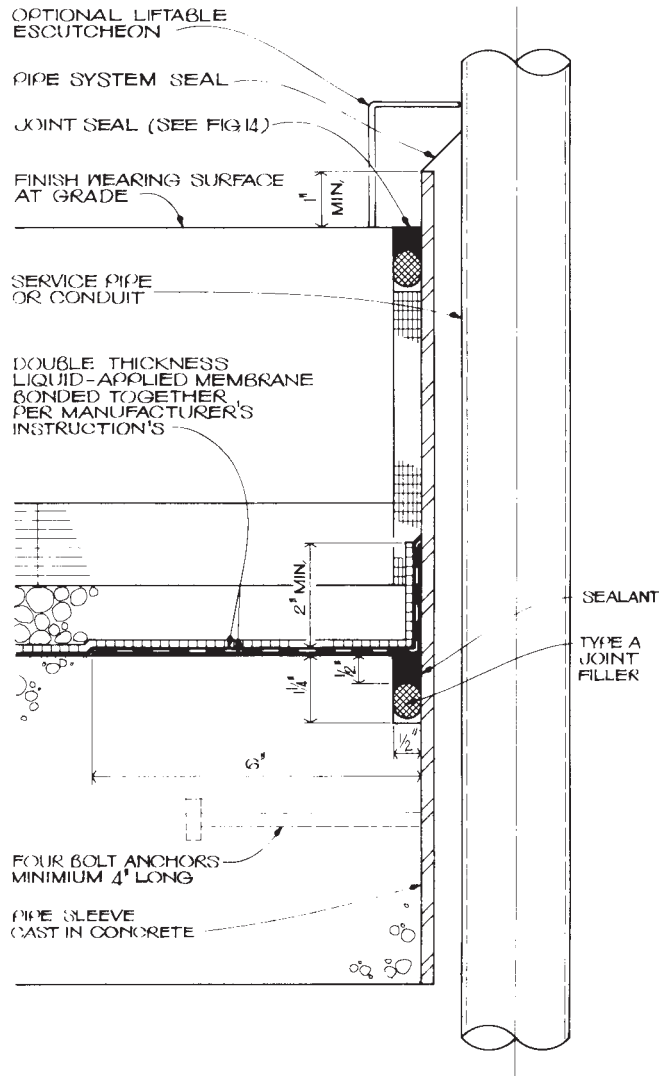 OPTIONAL LIFTABLE
ESCUTCHEON
PIPE SYSTEM SEAL
JOINT SEAL (SEE FIG 14)
FINISH WEARING SURFACE
AT GRADE
1"
MIN.
SERVICE PIPE
OR CONDUIT
DOUBLE THICKNESS
LIQUID-APPLIED MEMBRANE
BONDED TOGETHER
PER MANUFACTURER'S
INSTRUCTION'S
2" MIN.
SEALANT
TYPE A
JOINT
FILLER
1/2"
1 1/4"
1/2"
6"
FOUR BOLT ANCHORS
MINIMIUM 4" LONG
PIPE SLEEVE
CAST IN CONCRETE